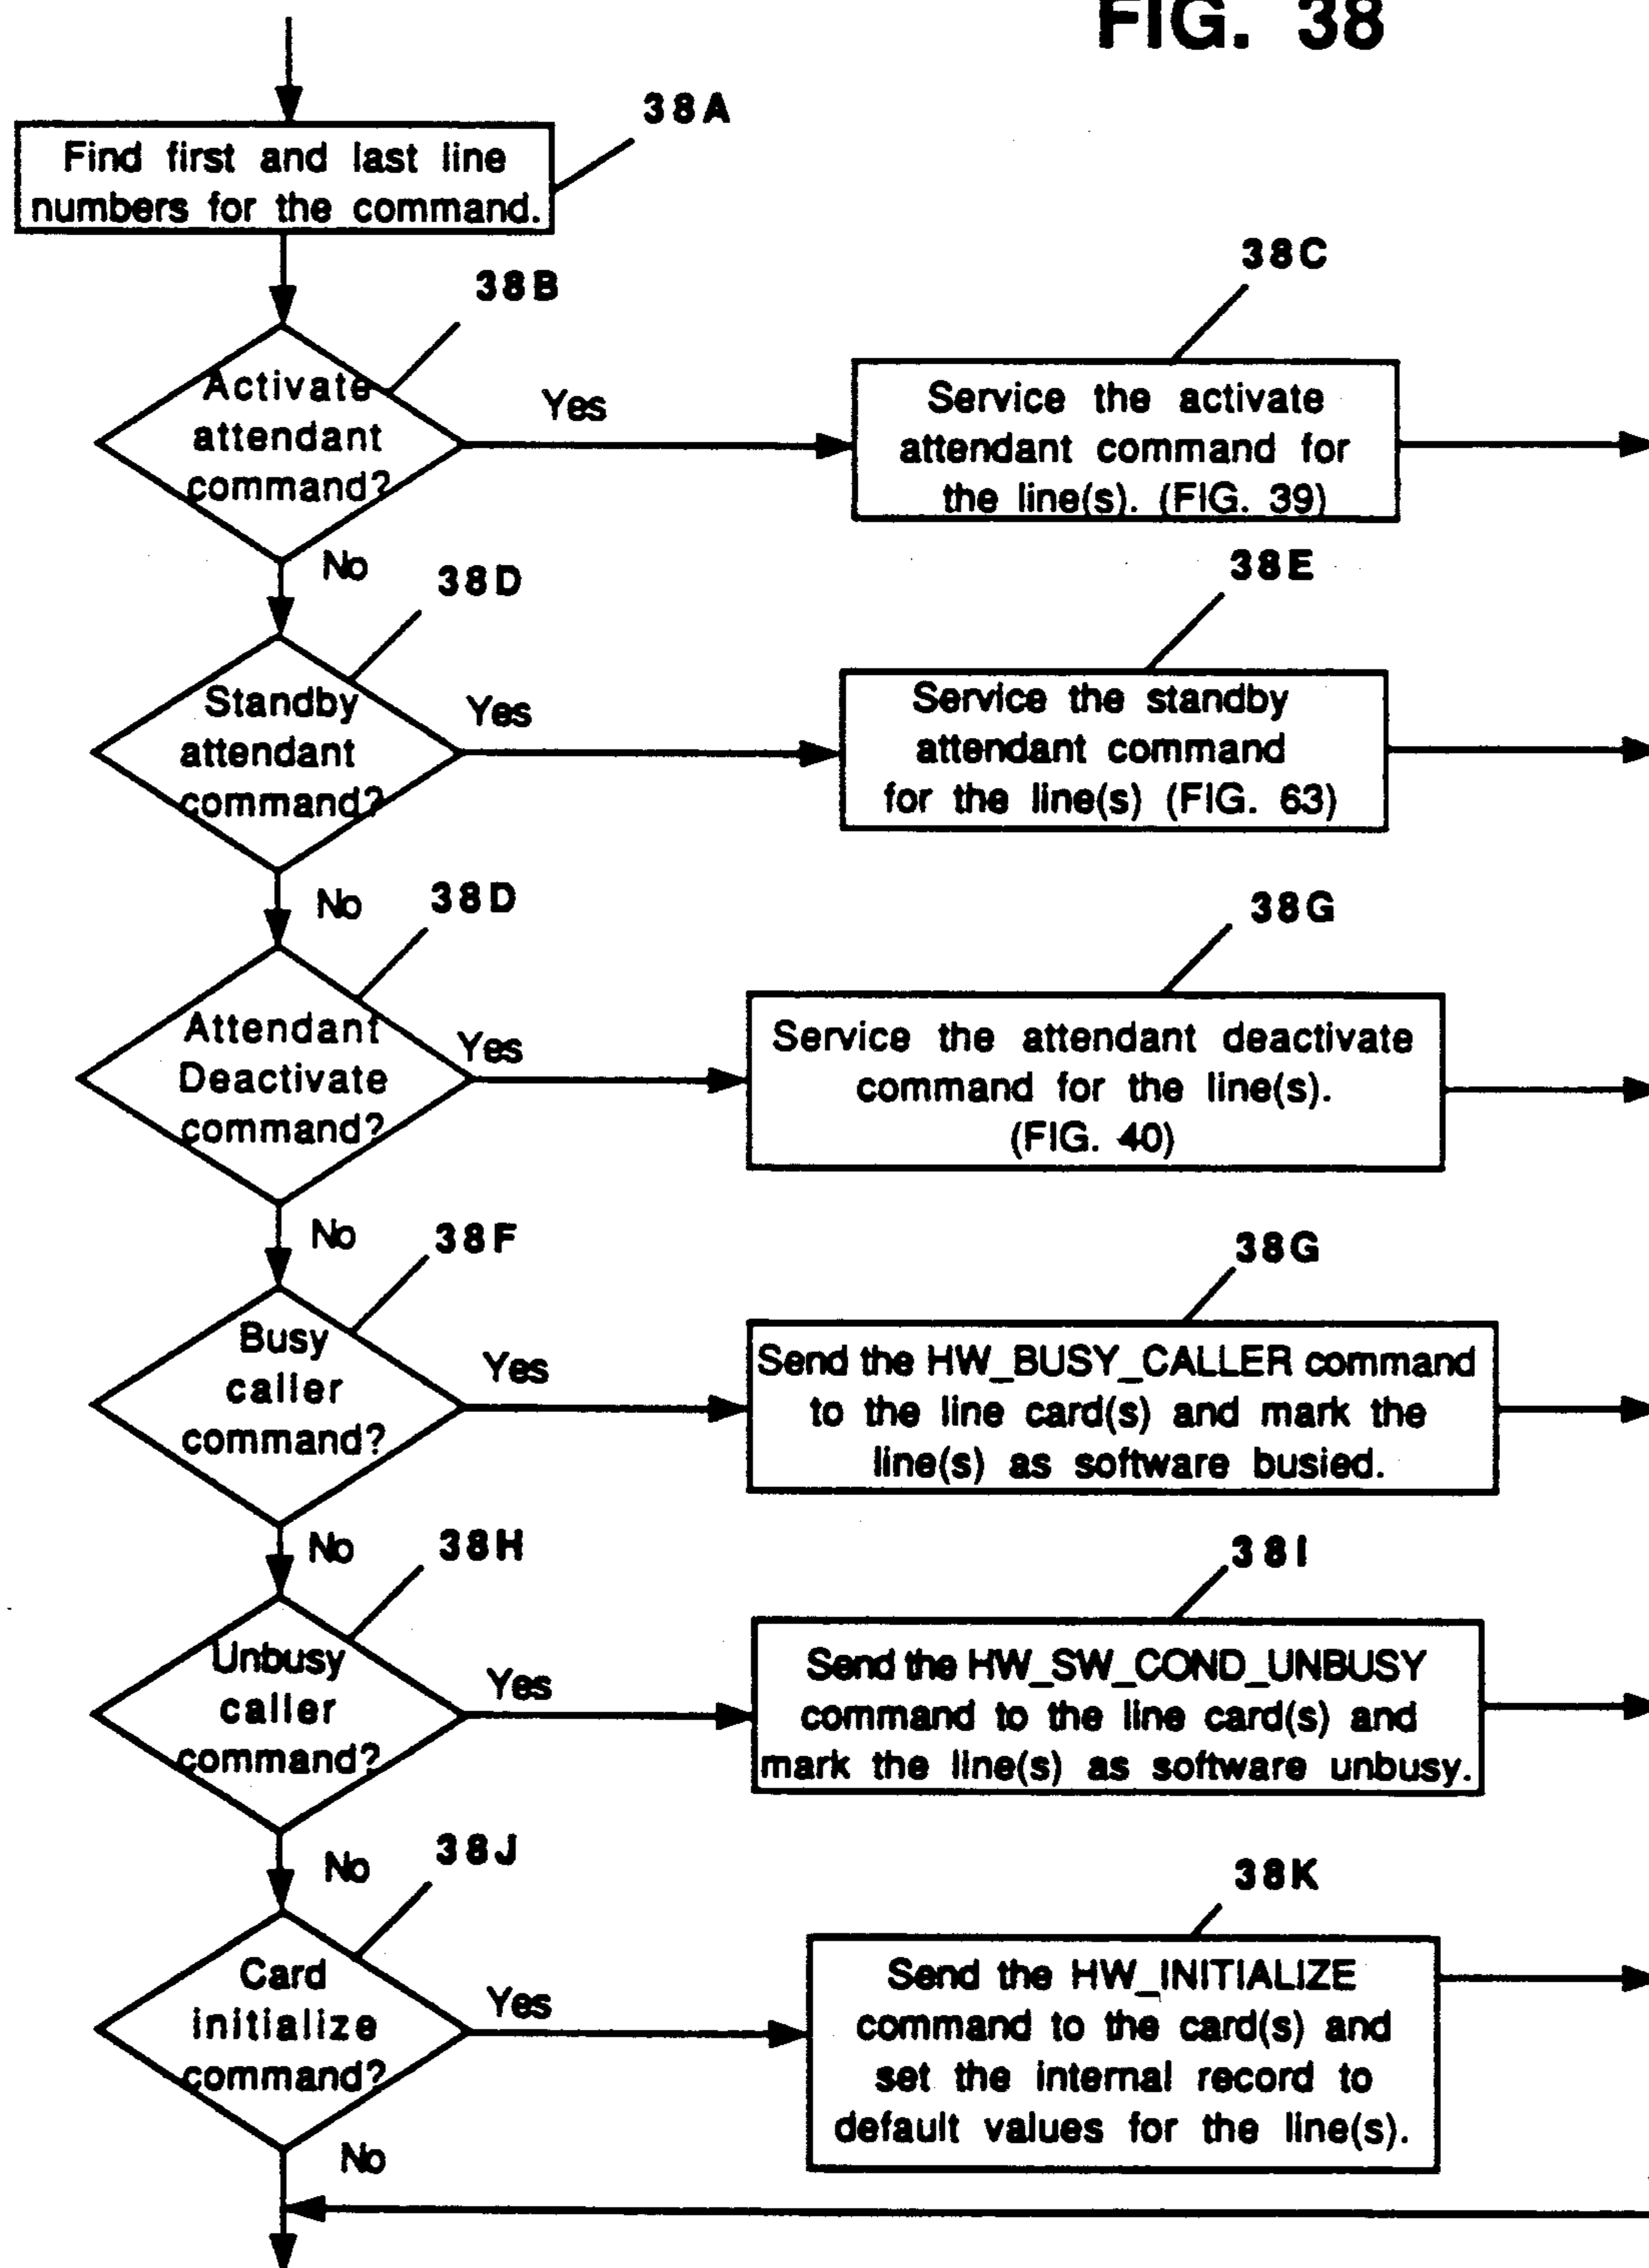 FIG. 38
38A
Find first and last line
numbers for the command.
38B
38C
Activate
attendant
command?
Yes
Service the activate
attendant command for
the line(s). (FIG. 39)
No
38D
38E
Standby
attendant
command?
Yes
Service the standby
attendant command
for the line(s) (FIG. 63)
No
38D
38G
Attendant
Deactivate
command?
Yes
Service the attendant deactivate
command for the line(s).
(FIG. 40)
No
38F
38G
Busy
caller
command?
Yes
Send the HW_BUSY_CALLER command
to the line card(s) and mark the
line(s) as software busied.
No
38H
38I
Unbusy
caller
command?
Yes
Send the HW_SW_COND_UNBUSY
command to the line card(s) and
mark the line(s) as software unbusy.
No
38J
38K
Card
initialize
command?
Yes
Send the HW_INITIALIZE
command to the card(s) and
set the internal record to
default values for the line(s).
No